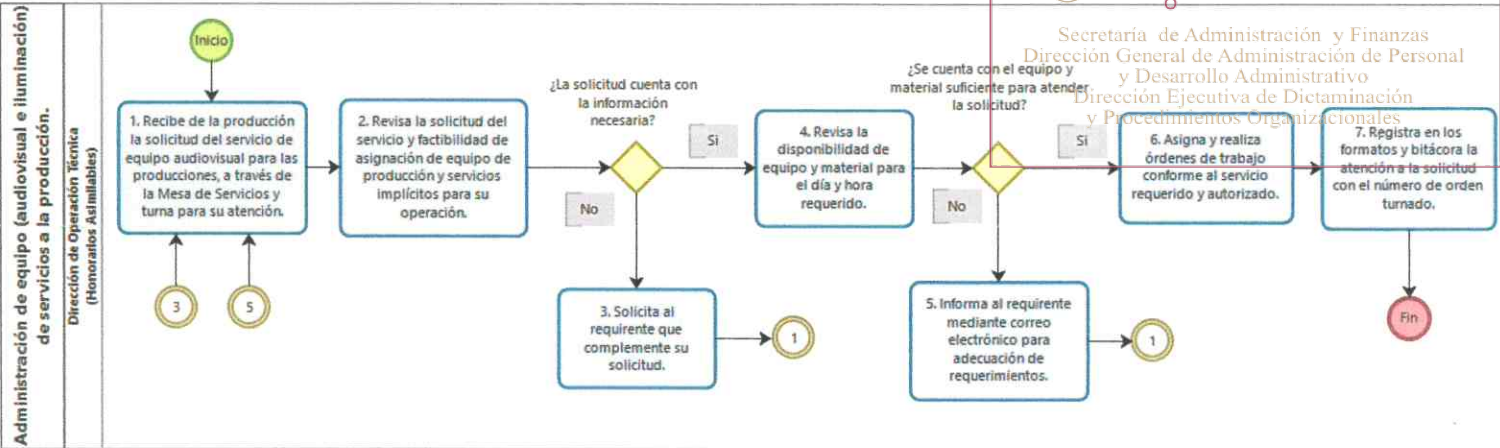 Administración de equipo (audiovisual e iluminación)
de servicios a la producción.
Dirección de Operación Técnica
(Honorarios Asimilables)
Inicio
1. Recibe de la producción
la solicitud del servicio de
equipo audiovisual para las
producciones, a través de
la Mesa de Servicios y
turna para su atención.
3
5
2. Revisa la solicitud del
servicio y factibilidad de
asignación de equipo de
producción y servicios
implícitos para su
operación.
¿La solicitud cuenta con
la información
necesaria?
Si
No
3. Solicita al
requirente que
complemente su
solicitud.
1
4. Revisa la
disponibilidad de
equipo y material para
el día y hora
requerido.
¿Se cuenta con el equipo y
material suficiente para atender
la solicitud?
Si
No
5. Informa al requirente
mediante correo
electrónico para
adecuación de
requerimientos.
1
6. Asigna y realiza
órdenes de trabajo
conforme al servicio
requerido y autorizado.
7. Registra en los
formatos y bitácora la
atención a la solicitud
con el número de orden
turnado.
Fin
Secretaría de Administración y Finanzas
Dirección General de Administración de Personal
y Desarrollo Administrativo
Dirección Ejecutiva de Dictaminación
y Procedimientos Organizacionales